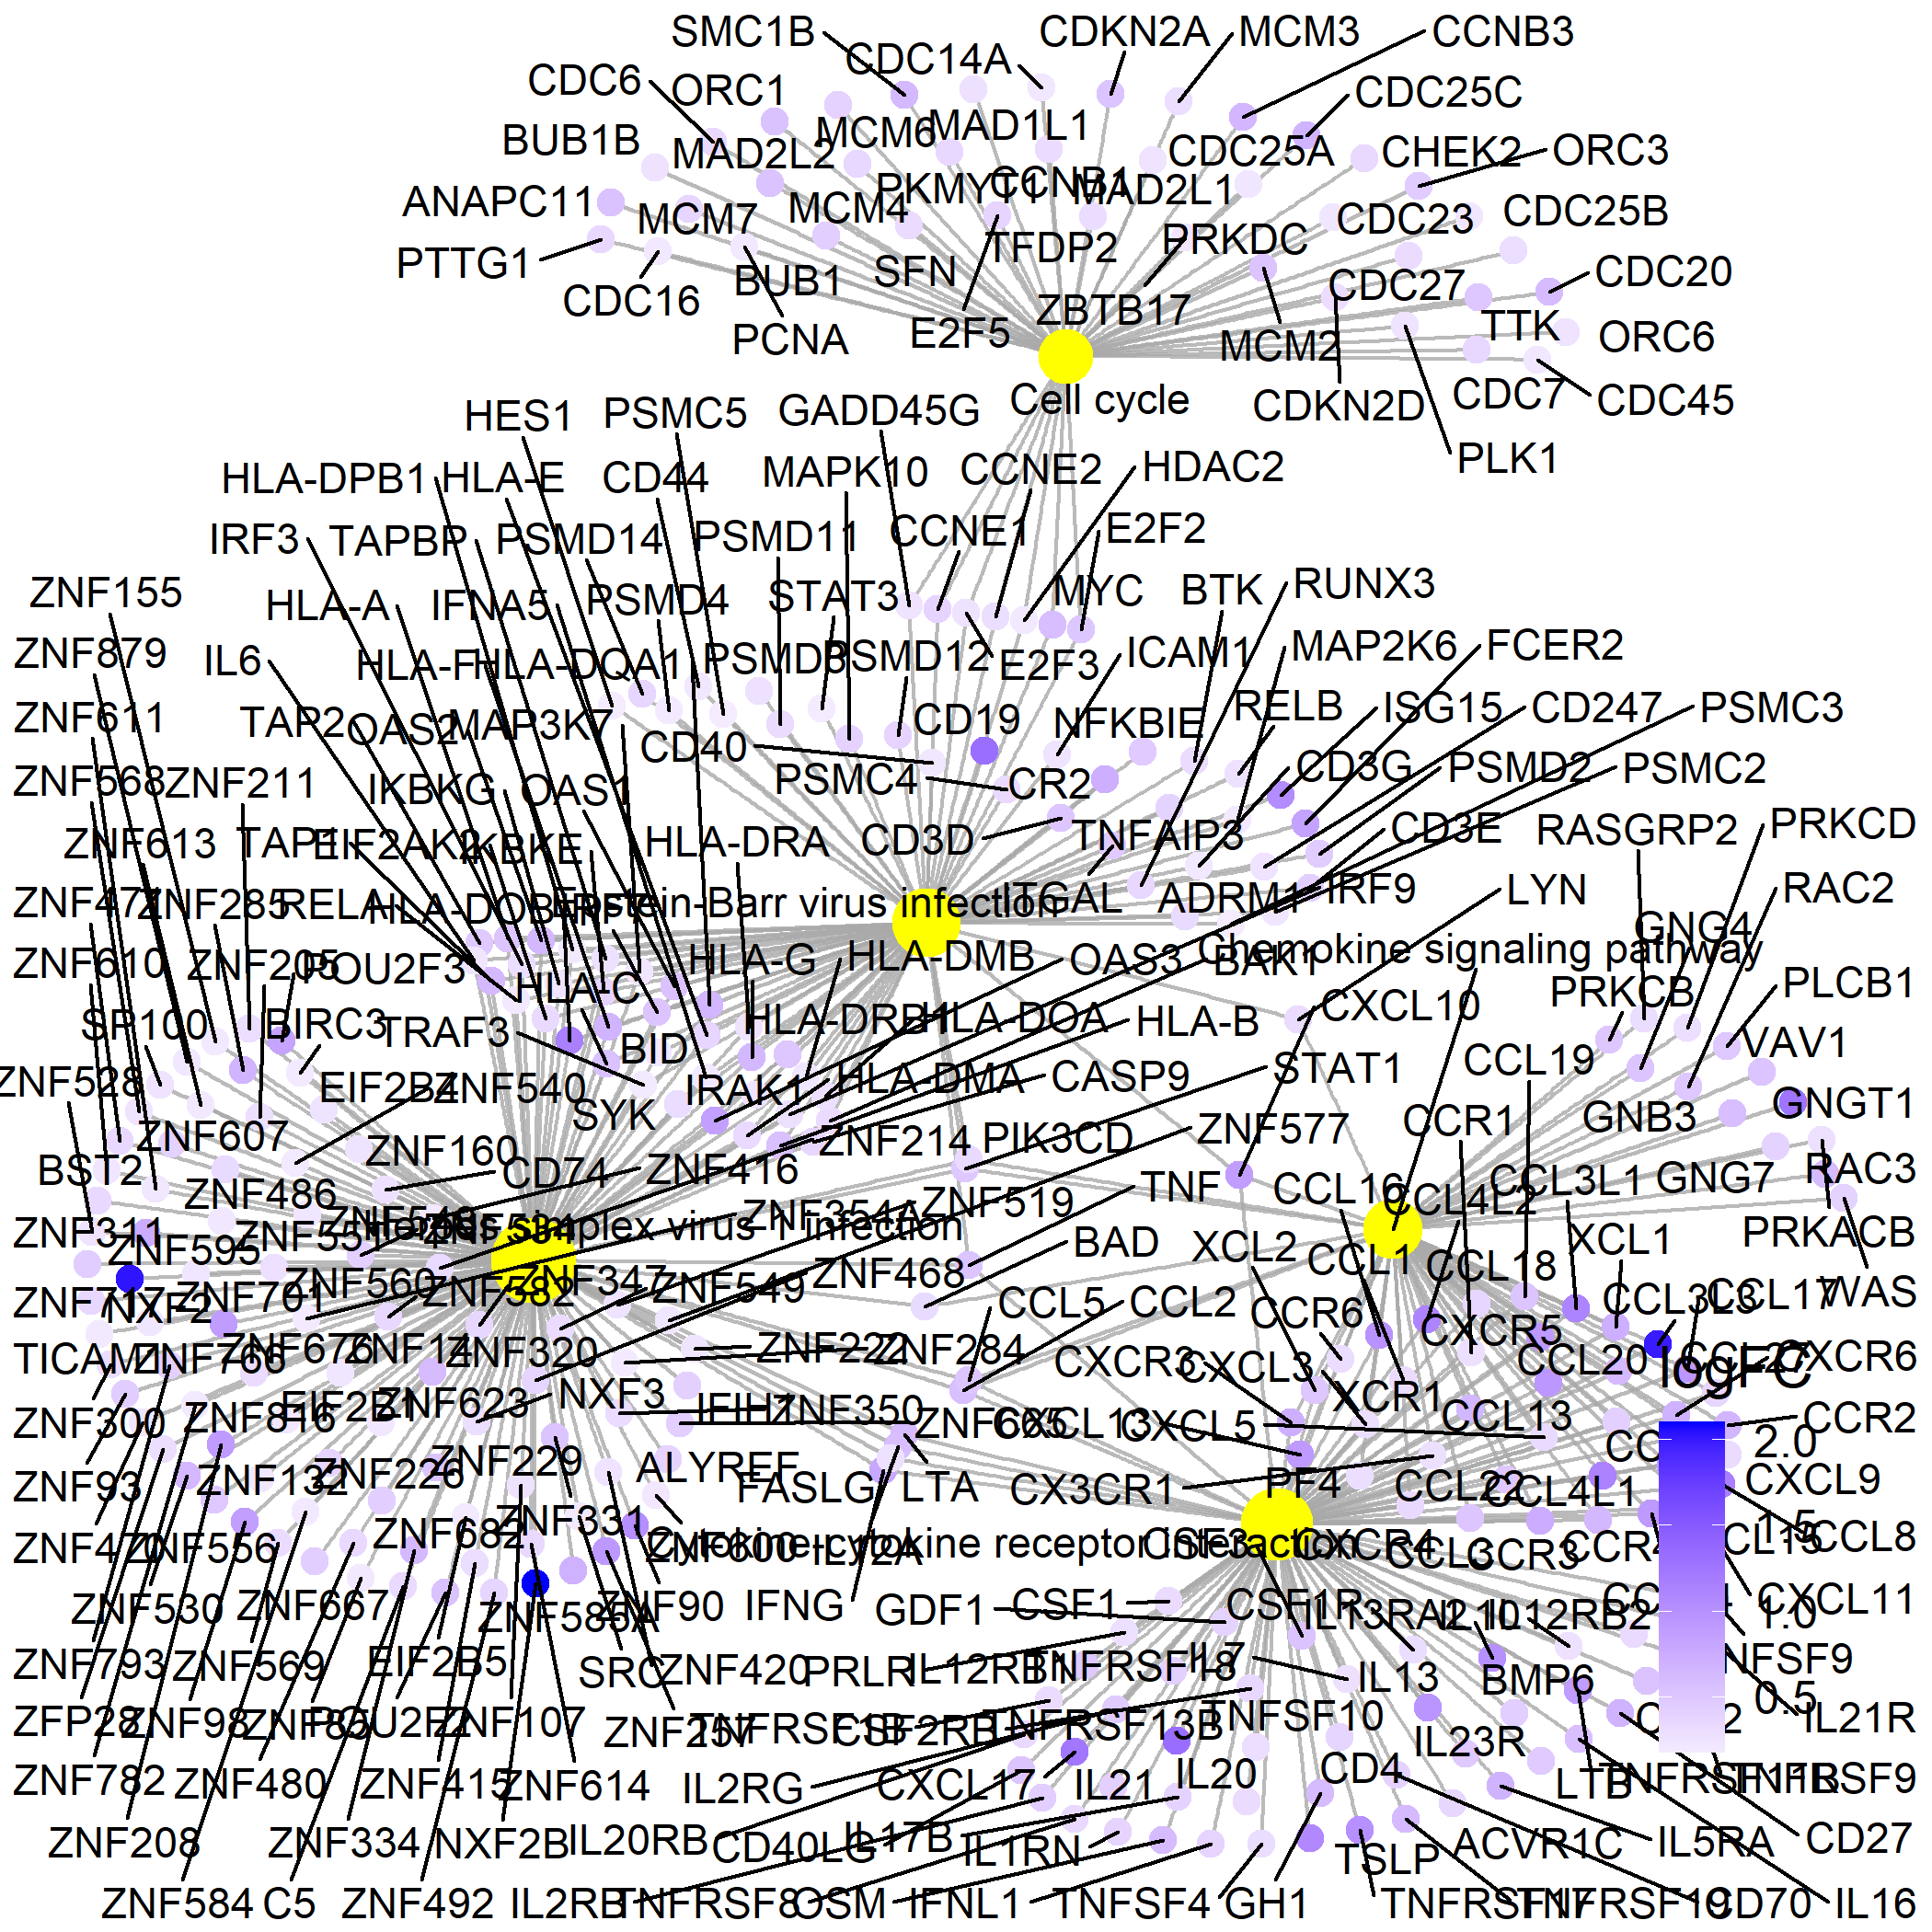 SMC1B
CDKN2A
MCM3
CCNB3
CDC14A
CDC6
ORC1
CDC25C
BUB1B
MCM6
MAD1L1
MAD2L2
CDC25A
CHEK2
ORC3
ANAPC11
PKMYT1
CCNB1
MAD2L1
MCM7
MCM4
CDC23
CDC25B
PTTG1
TFDP2
PRKDC
BUB1
SFN
CDC27
CDC20
CDC16
ZBTB17
PCNA
E2F5
MCM2
TTK
ORC6
Cell cycle
CDKN2D
CDC7
CDC45
HES1
PSMC5
GADD45G
PLK1
HLA-DPB1
HLA-E
CD44
MAPK10
CCNE2
HDAC2
IRF3
TAPBP
PSMD14
PSMD11
CCNE1
E2F2
ZNF155
HLA-A
IFNA5
PSMD4
STAT3
MYC
BTK
RUNX3
ZNF879
IL6
HLA-F
HLA-DQA1
PSMD12
E2F3
ICAM1
MAP2K6
FCER2
ZNF611
TAP2
OAS2
MAP3K7
CD40
CD19
NFKBIE
RELB
ISG15
CD247
PSMC3
ZNF568
ZNF211
IKBKG
OAS1
PSMC4
CR2
CD3G
PSMD2
PSMC2
ZNF613
TAP1
EIF2AK2
IKBKE
HLA-DRA
CD3D
TNFAIP3
CD3E
RASGRP2
PRKCD
ZNF471
ZNF285
RELA
Epstein-Barr virus infection
ITGAL
ADRM1
IRF9
LYN
RAC2
ZNF610
ZNF205
POU2F3
HLA-C
HLA-G
HLA-DMB
OAS3
BAK1
Chemokine signaling pathway
GNG4
PRKCB
PLCB1
SP100
BIRC3
TRAF3
BID
HLA-DRB1
HLA-DOA
HLA-B
CXCL10
VAV1
ZNF528
EIF2B4
ZNF540
SYK
IRAK1
HLA-DMA
CASP9
STAT1
CCL19
GNGT1
BST2
ZNF607
ZNF160
CD74
ZNF416
ZNF214
PIK3CD
ZNF577
CCR1
GNB3
RAC3
ZNF486
ZNF354A
ZNF519
TNF
CCL16
CCL4L2
CCL3L1
GNG7
ZNF311
ZNF595
ZNF551
Herpes simplex virus 1 infection
BAD
XCL2
CCL1
CCL18
XCL1
PRKACB
ZNF717
NXF2
ZNF701
ZNF560
ZNF582
ZNF347
ZNF549
ZNF468
CCL5
CCL2
CCR6
CXCR5
CCL3L3
CCL17
WAS
TICAM1
ZNF766
ZNF676
ZNF14
ZNF320
ZNF222
ZNF284
CXCR3
CXCL3
XCR1
CCL20
CXCR6
logFC
ZNF300
ZNF816
EIF2B1
ZNF623
NXF3
IFIH1
ZNF350
ZNF665
CXCL13
CXCL5
CCL13
CCR2
2.0
ZNF93
ZNF132
ZNF226
ZNF229
ALYREF
FASLG
LTA
CX3CR1
PF4
CCL22
CCL4L1
CXCL9
ZNF470
ZNF556
ZNF682
ZNF331
ZNF600
IL12A
Cytokine-cytokine receptor interaction
CSF3
CXCR4
CCL3
CCR3
1.5
CCL8
ZNF530
ZNF667
ZNF585A
ZNF90
IFNG
GDF1
CSF1
CSF1R
IL13RA2
IL10
IL12RB2
1.0
CXCL11
ZNF793
ZNF569
EIF2B5
SRC
ZNF420
PRLR
IL12RB1
TNFRSF18
IL7
IL13
BMP6
0.5
ZFP28
ZNF98
POU2F2
ZNF107
ZNF257
TNFRSF1B
CSF2RB
TNFRSF13B
TNFSF10
IL23R
IL21R
ZNF782
ZNF480
ZNF415
ZNF614
IL2RG
CXCL17
IL21
IL20
CD4
LTB
TNFRSF11B
TNFRSF9
ZNF208
ZNF334
NXF2B
IL20RB
CD40LG
IL17B
IL1RN
TSLP
ACVR1C
IL5RA
CD27
ZNF584
C5
ZNF492
IL2RB
TNFRSF8
OSM
IFNL1
TNFSF4
GH1
TNFRSF17
TNFRSF19
CD70
IL16